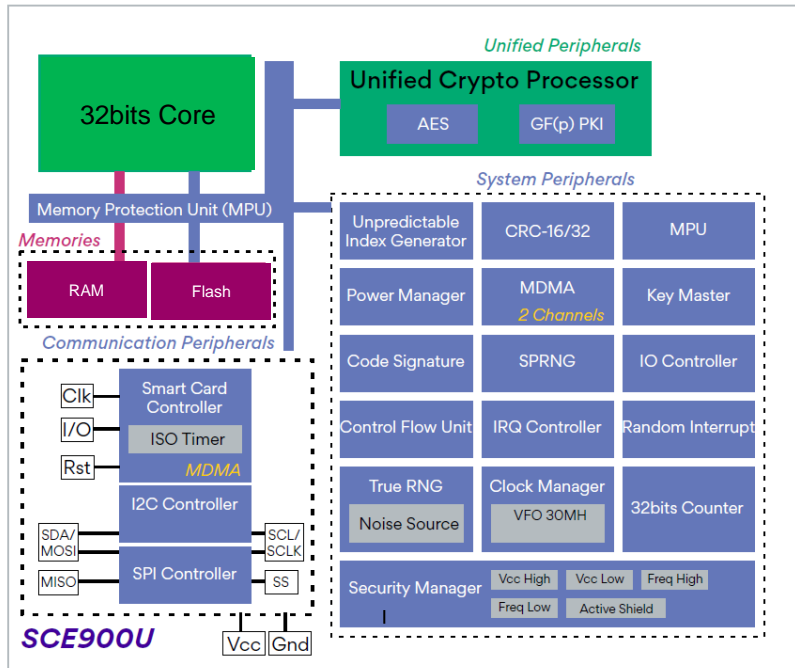 Unified Peripherals
32bits Core
Unified Crypto Processor
AES
GF(p) PKI
Memory Protection Unit (MPU)
Memories
RAM
Flash
System Peripherals
Unpredictable
Index Generator
CRC-16/32
MPU
Power Manager
MDMA
2 Channels
Key Master
Code Signature
SPRNG
IO Controller
Control Flow Unit
IRQ Controller
Random Interrupt
True RNG
Noise Source
Clock Manager
VFO 30MH
32bits Counter
Security Manager
Vcc High
Vcc Low
Freq High
Freq Low
Active Shield
Communication Peripherals
Clk
I/O
Rst
Smart Card
Controller
ISO Timer
MDMA
I2C Controller
SDA/
MOSI
SCL/
SCLK
MISO
SPI Controller
SS
SCE900U
Vcc
Gnd